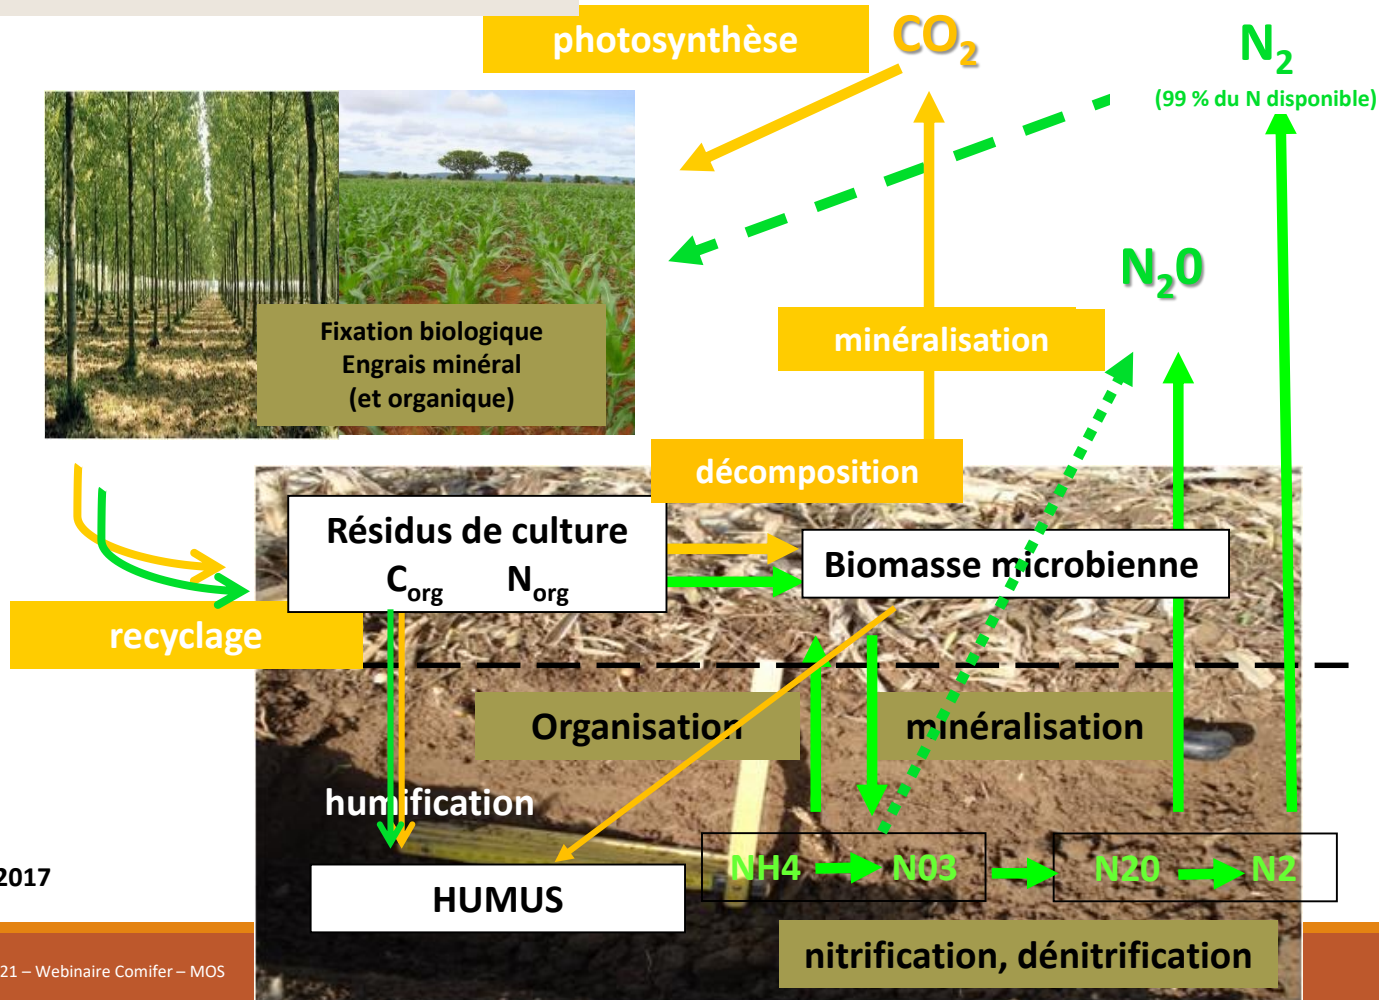 photosynthèse
CO2
N2
(99 % du N disponible)
N20
Fixation biologique
Engrais minéral
(et organique)
minéralisation
décomposition
Résidus de culture
Corg Norg
Biomasse microbienne
recyclage
Organisation
minéralisation
humification
NH4 N03 N20 N2
HUMUS
2017
nitrification, dénitrification
21 – Webinaire Comifer – MOS